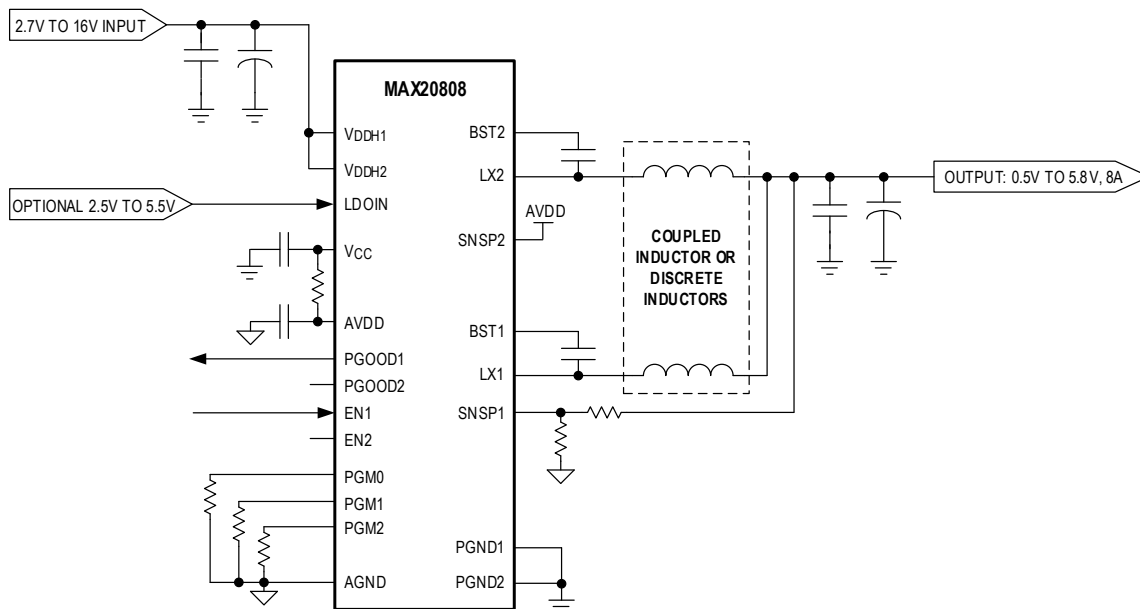 2.7V TO 16V INPUT
MAX20808
VDDH1
VDDH2
OPTIONAL 2.5V TO 5.5V
LDOIN
VCC
AVDD
PGOOD1
PGOOD2
EN1
EN2
PGM0
PGM1
PGM2
AGND
BST2
LX2
AVDD
SNSP2
BST1
LX1
SNSP1
PGND1
PGND2
COUPLED
INDUCTOR OR
DISCRETE
INDUCTORS
OUTPUT: 0.5V TO 5.8V, 8A